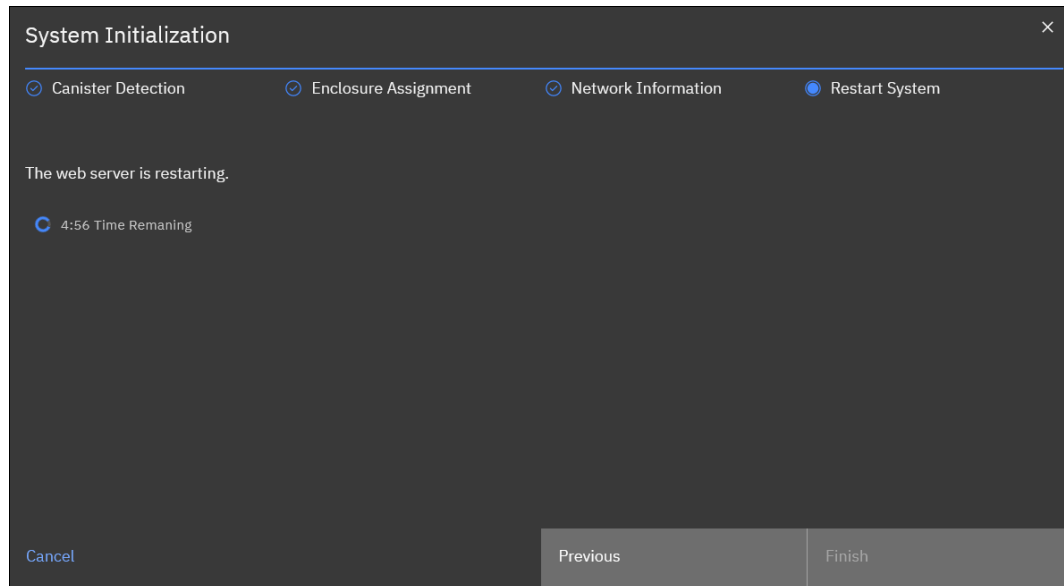 System Initialization
Canister Detection
Enclosure Assignment
Network Information
Restart System
The web server is restarting.
4:56 Time Remaning
Cancel
Previous
Finish